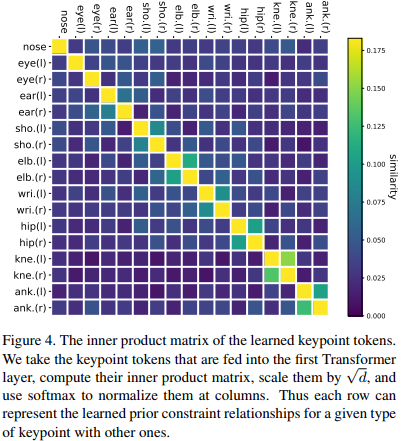 nose
eye(l)
eye(r)
ear(l)
ear(r)
sho.(l)
sho.(r)
elb.(l)
elb.(r)
wri.(l)
wri.(r)
hip(l)
hip(r)
kne.(l)
kne.(r)
ank.(l)
ank.(r)
nose
eye(l)
eye(r)
ear(l)
ear(r)
sho.(l)
sho.(r)
elb.(l)
elb.(r)
wri.(l)
wri.(r)
hip(l)
hip(r)
kne.(l)
kne.(r)
ank.(l)
ank.(r)
0.175
0.150
0.125
0.100
0.075
0.050
0.025
0.000
similarity
Figure 4. The inner product matrix of the learned keypoint tokens.
We take the keypoint tokens that are fed into the first Transformer
layer, compute their inner product matrix, scale them by √d, and
use softmax to normalize them at columns. Thus each row can
represent the learned prior constraint relationships for a given type
of keypoint with other ones.